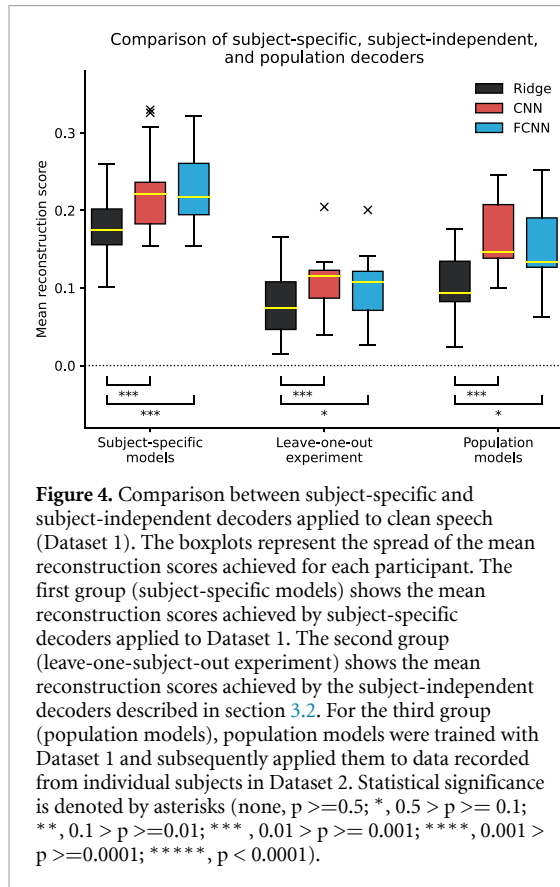 Comparison of subject-specific, subject-independent,
and population decoders
Ridge
CNN
FCNN
Mean reconstruction score
0.3
0.2
0.1
0.0
***
***
***
*
***
*
Subject-specific
models
Leave-one-out
experiment
Population
models
Figure 4. Comparison between subject-specific and
subject-independent decoders applied to clean speech
(Dataset 1). The boxplots represent the spread of the mean
reconstruction scores achieved for each participant. The
first group (subject-specific models) shows the mean
reconstruction scores achieved by subject-specific
decoders applied to Dataset 1. The second group
(leave-one-subject-out experiment) shows the mean
reconstruction scores achieved by the subject-independent
decoders described in section 3.2. For the third group
(population models), population models were trained with
Dataset 1 and subsequently applied them to data recorded
from individual subjects in Dataset 2. Statistical significance
is denoted by asterisks (none, p >=0.5; *, 0.5 > p >= 0.1;
**, 0.1 > p >=0.01; *** , 0.01 > p >= 0.001; ****, 0.001 >
p >=0.0001; *****, p < 0.0001).